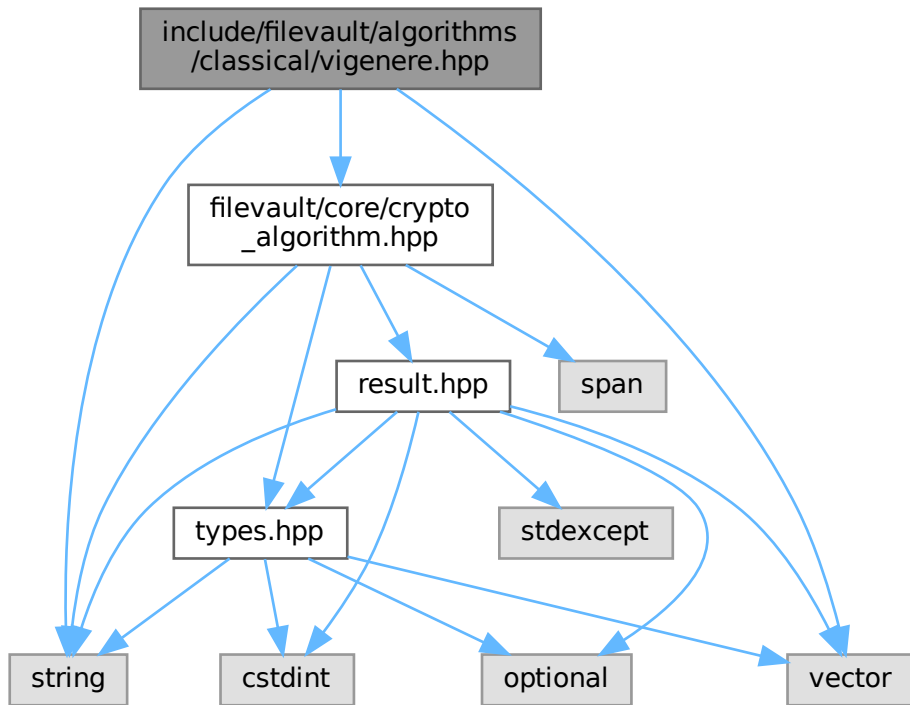 include/filevault/algorithms
/classical/vigenere.hpp
filevault/core/crypto
_algorithm.hpp
result.hpp
span
types.hpp
stdexcept
string
cstdint
optional
vector